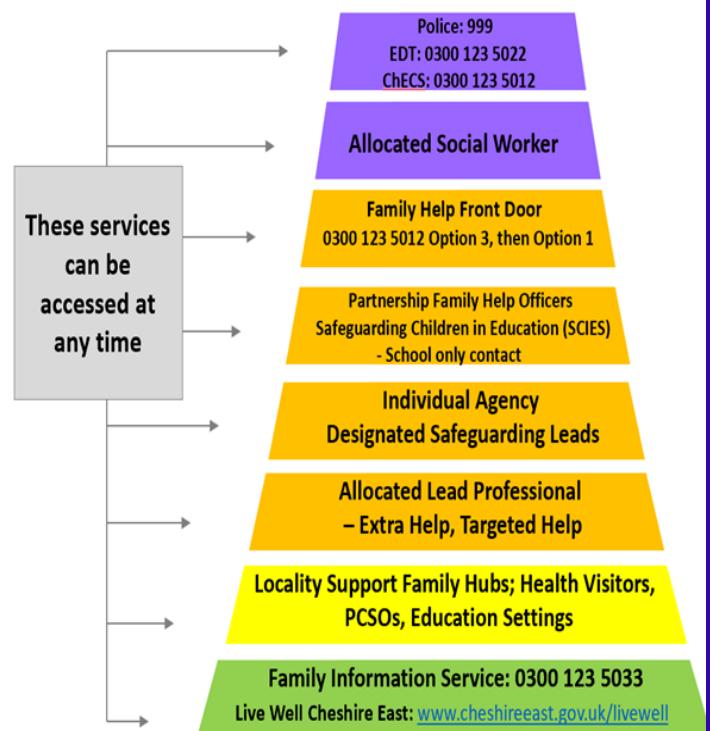 Police: 999
EDT: 0300 123 5022
ChECS: 0300 123 5012
Allocated Social Worker
These services
can be
accessed at
any time
Family Help Front Door
0300 123 5012 Option 3, then Option 1
Partnership Family Help Officers
Safeguarding Children in Education (SCIES)
- School only contact
Individual Agency
Designated Safeguarding Leads
Allocated Lead Professional
– Extra Help, Targeted Help
Locality Support Family Hubs; Health Visitors,
PCSOs, Education Settings
Family Information Service: 0300 123 5033
Live Well Cheshire East: www.cheshireeast.gov.uk/livewell